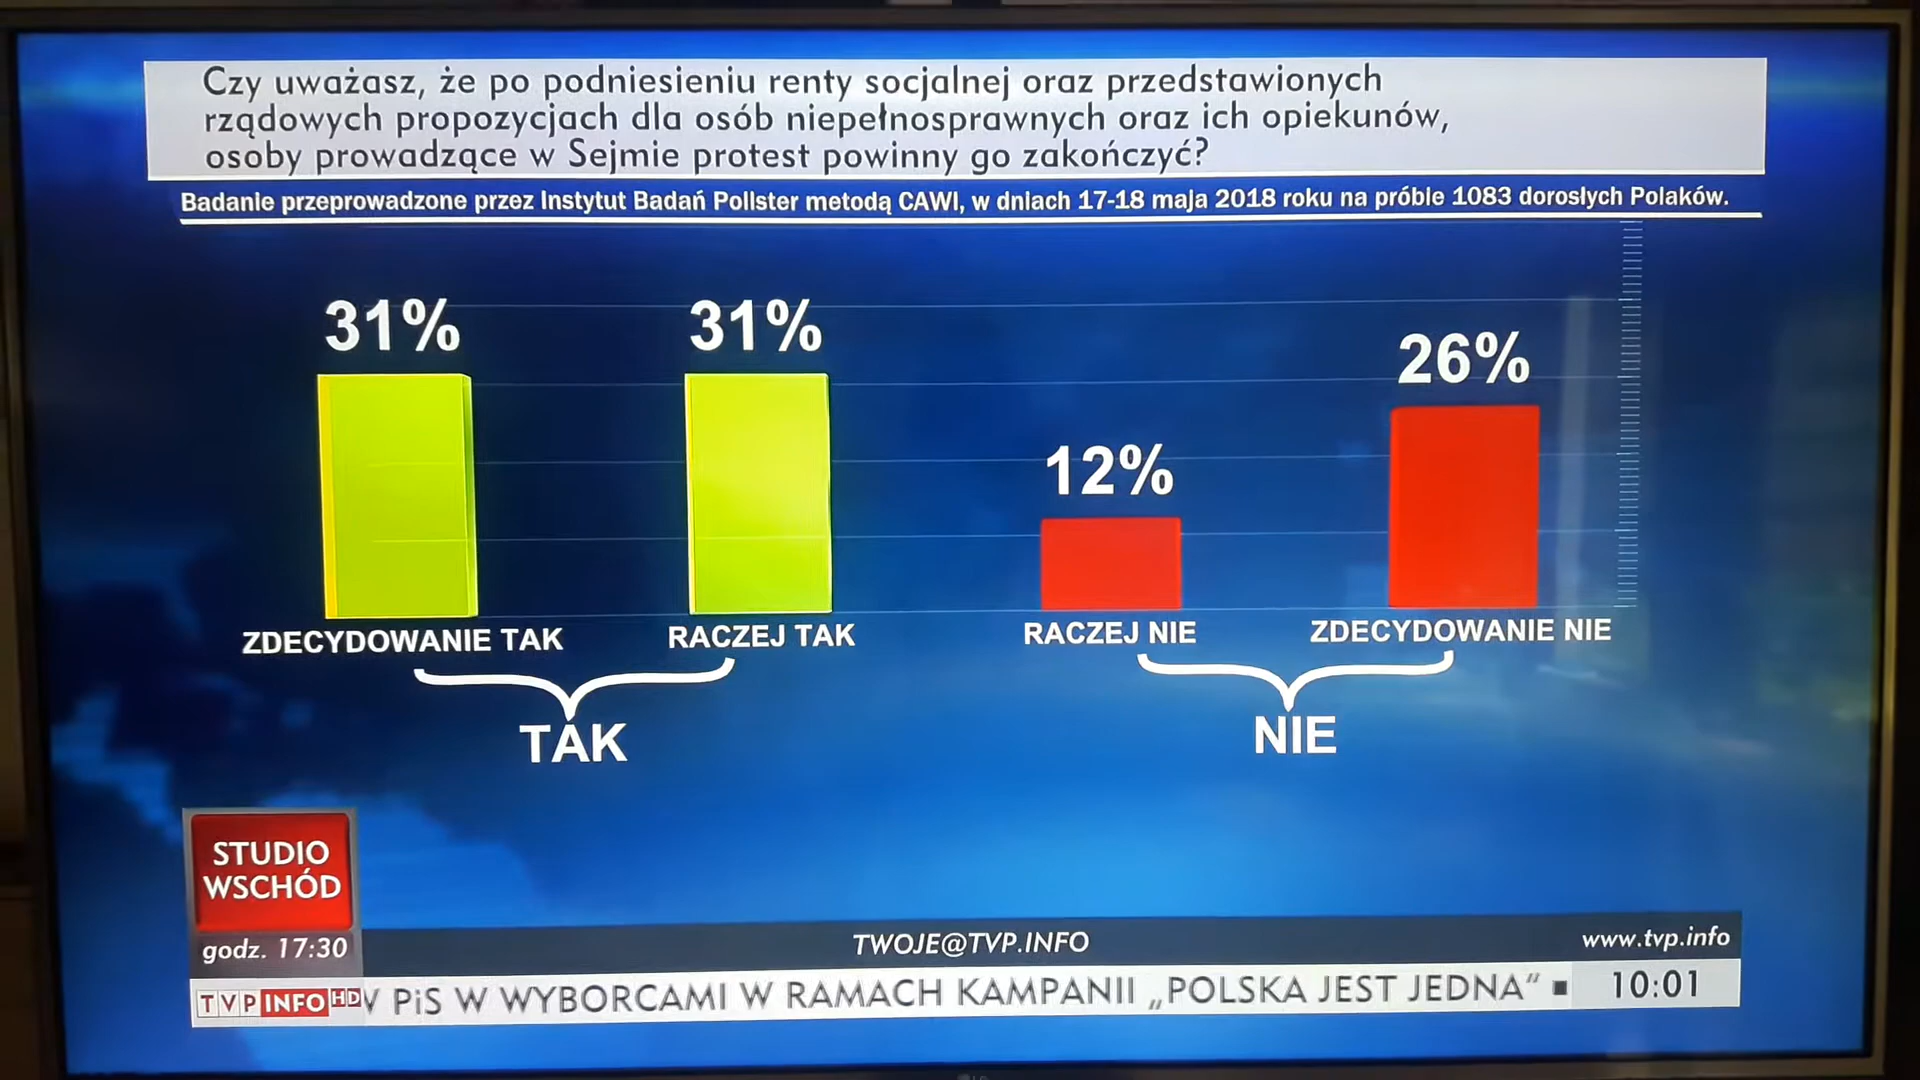 Czy uważasz, że po podniesieniu renty socjalnej oraz przedstawionych
rządowych propozycjach dla osób niepełnosprawnych oraz ich opiekunów,
osoby prowadzące w Sejmie protest powinny go zakończyć?
Badanie przeprowadzone przez Instytut Badań Pollster metodą CAWI, w dniach 17-18 maja 2018 roku na próbie 1083 dorosłych Polaków.
31%
31%
12%
26%
ZDECYDOWANIE TAK
RACZEJ TAK
RACZEJ NIE
ZDECYDOWANIE NIE
TAK
NIE
STUDIO
WSCHÓD
godz. 17:30
TWOJE@TVP.INFO
www.tvp.info
TVP INFO HD
PiS W WYBORCAMI W RAMACH KAMPANII „POLSKA JEST JEDNA” ■
10:01